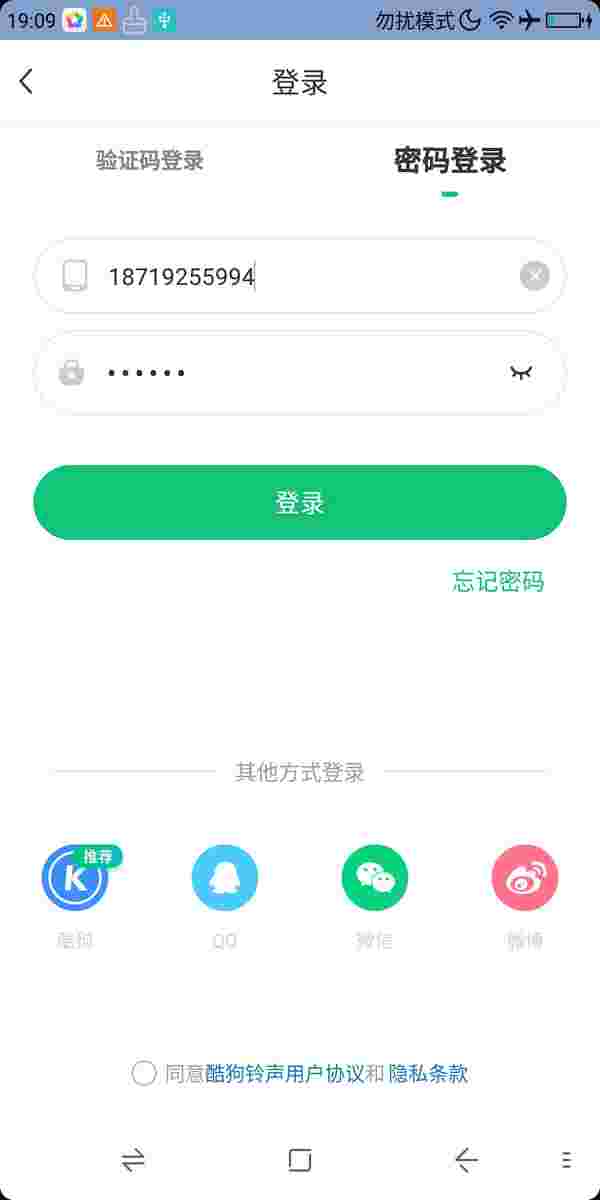 19:09 勿扰模式
登录
验证码登录 密码登录
18719255994
••••••
登录
忘记密码
其他方式登录
推荐
酷狗 QQ 微信 微博
同意酷狗铃声用户协议和 隐私条款